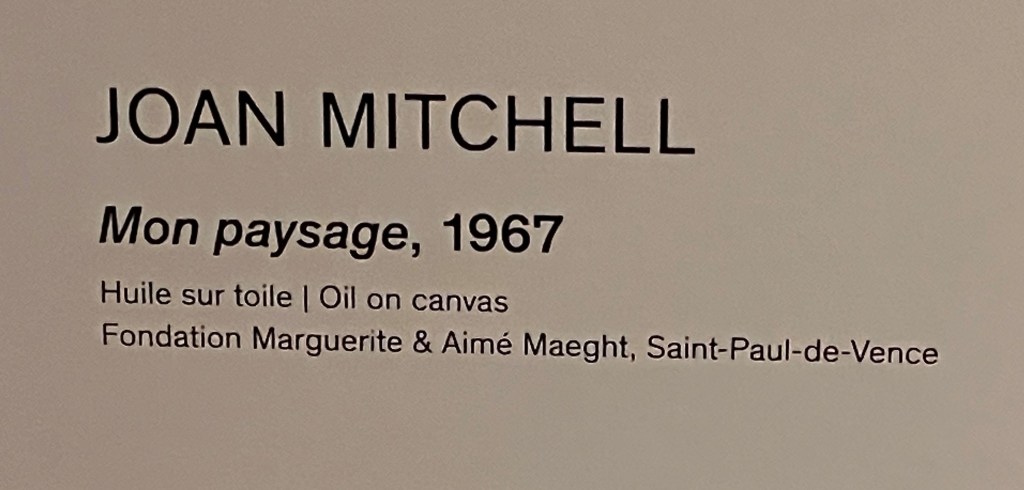 JOAN MITCHELL
Mon paysage, 1967
Huile sur toile | Oil on canvas
Fondation Marguerite & Aimé Maeght, Saint-Paul-de-Vence